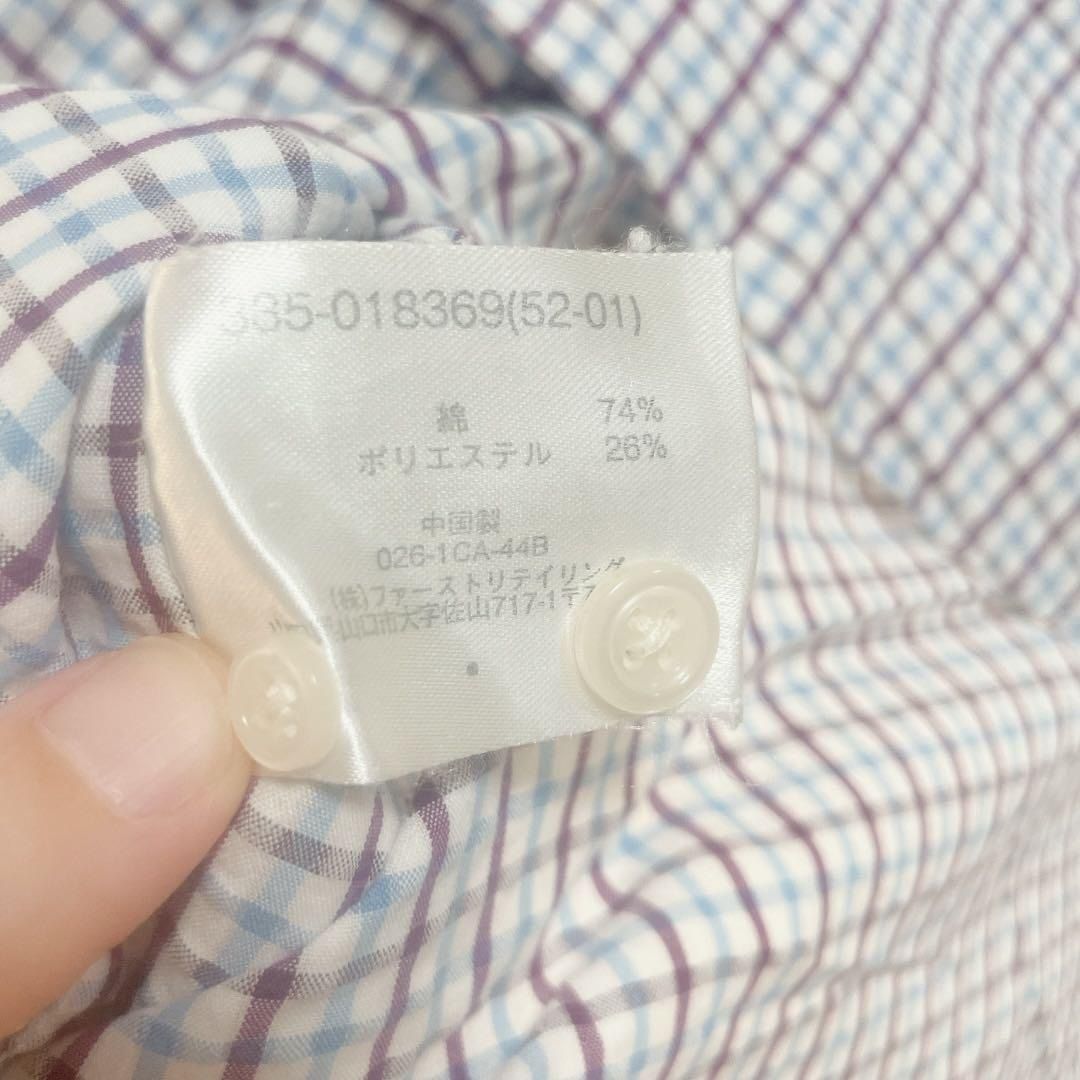 335-018369(52-01)
綿 74%
ポリエステル 26%
中国製
026-1CA-44B
(株)ファーストリテイリング
山口市大字佐山717-1